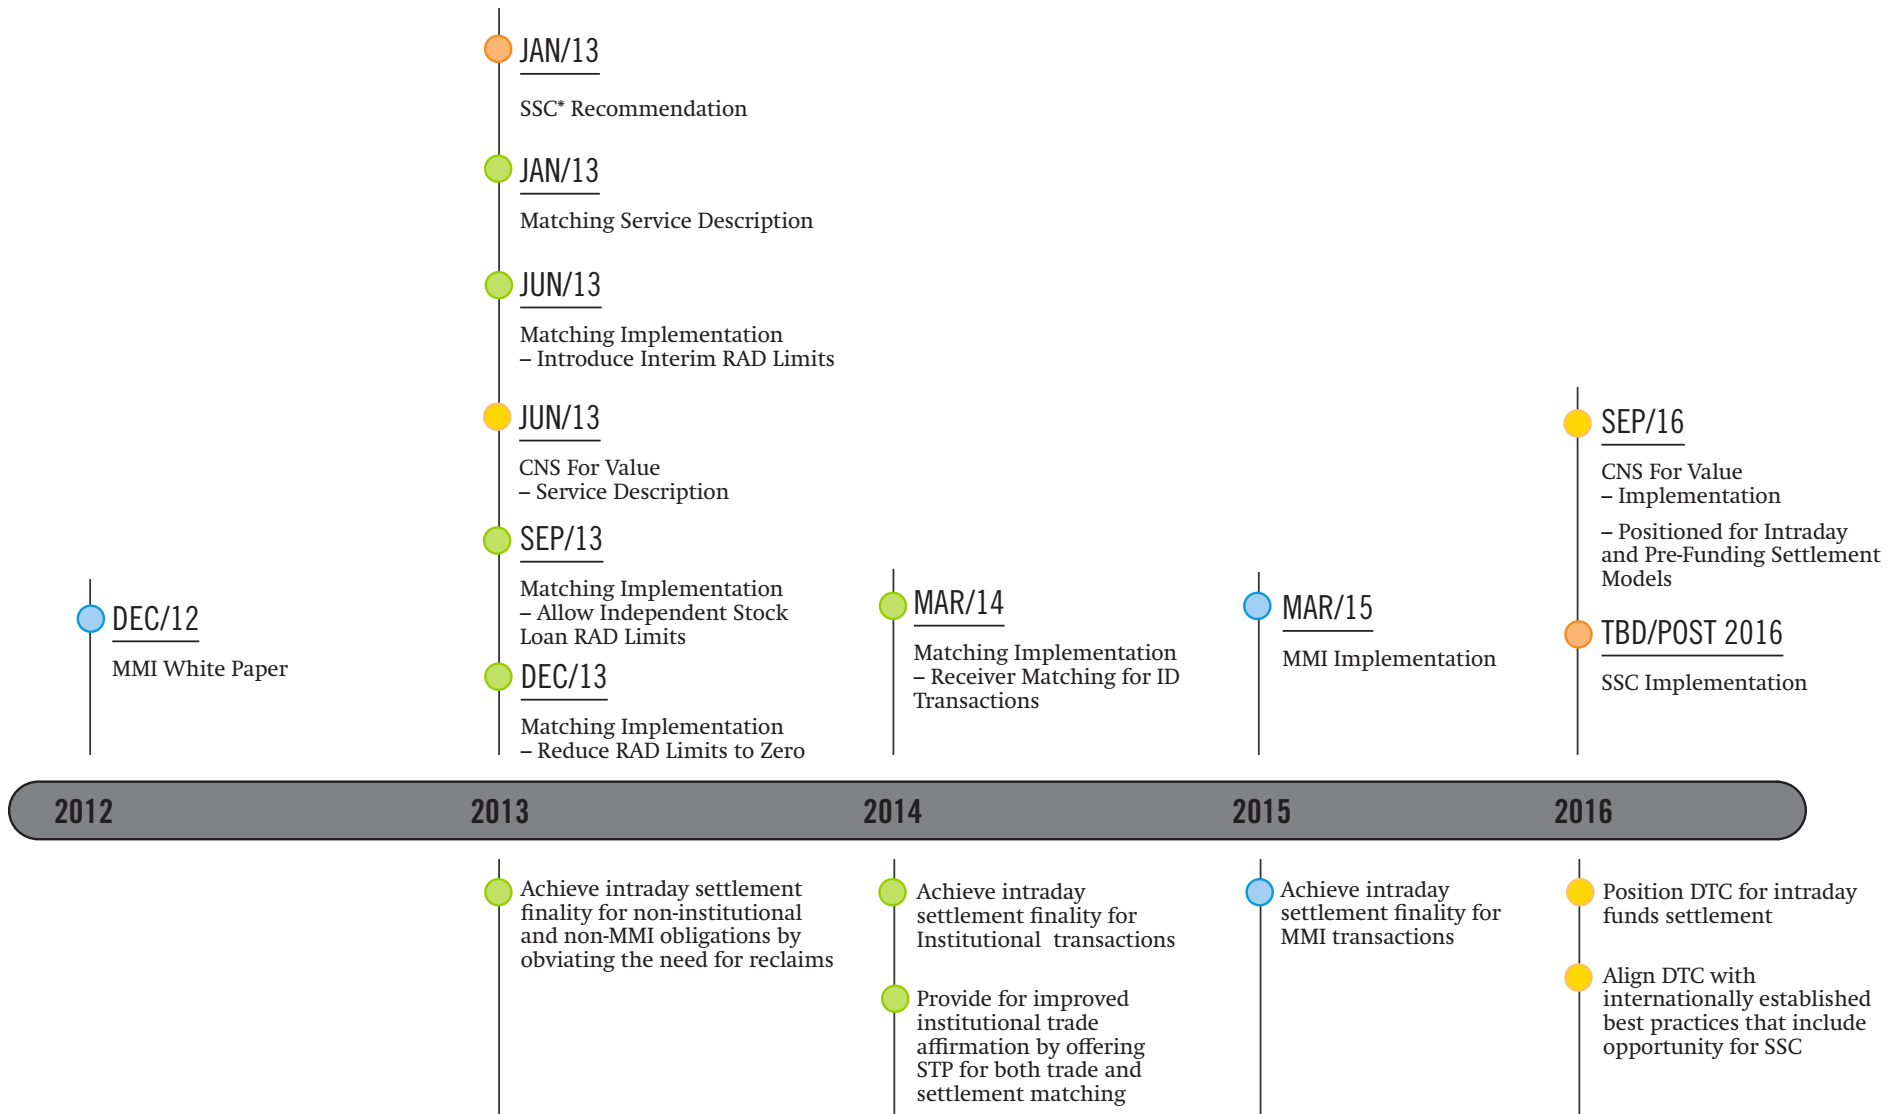 JAN/13
SSC* Recommendation
JAN/13
Matching Service Description
JUN/13
Matching Implementation
– Introduce Interim RAD Limits
JUN/13
CNS For Value
– Service Description
SEP/13
Matching Implementation
– Allow Independent Stock
Loan RAD Limits
DEC/13
Matching Implementation
– Reduce RAD Limits to Zero
DEC/12
MMI White Paper
MAR/14
Matching Implementation
– Receiver Matching for ID
Transactions
MAR/15
MMI Implementation
SEP/16
CNS For Value
– Implementation
– Positioned for Intraday
and Pre-Funding Settlement
Models
TBD/POST 2016
SSC Implementation
2012
2013
2014
2015
2016
Achieve intraday settlement
finality for non-institutional
and non-MMI obligations by
obviating the need for reclaims
Achieve intraday
settlement finality for
Institutional transactions
Provide for improved
institutional trade
affirmation by offering
STP for both trade and
settlement matching
Achieve intraday
settlement finality for
MMI transactions
Position DTC for intraday
funds settlement
Align DTC with
internationally established
best practices that include
opportunity for SSC